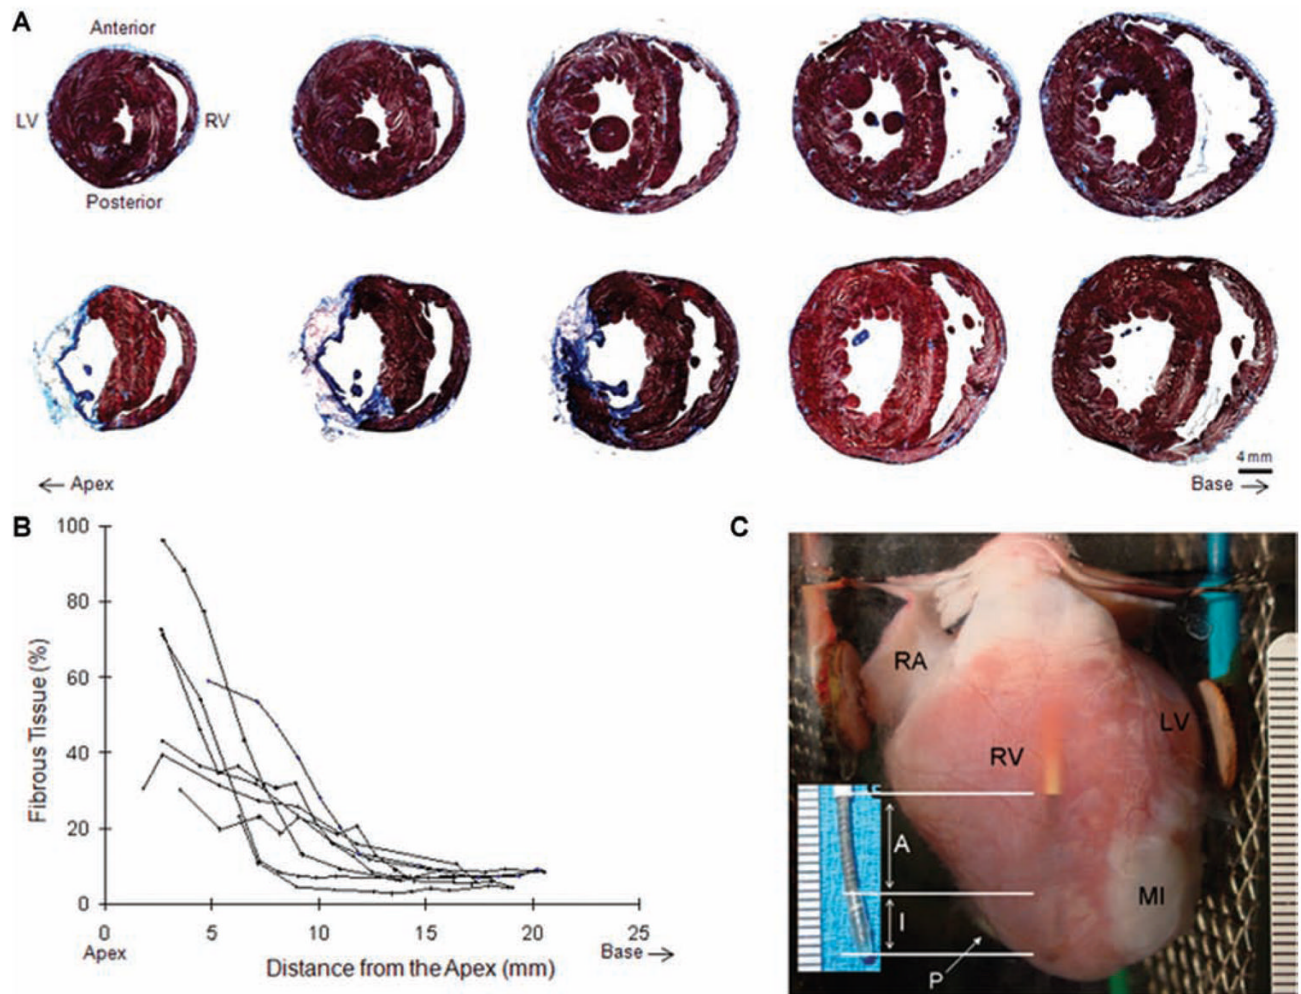 A
Anterior
LV
RV
Posterior
4 mm
← Apex
Base →
B
100
80
60
40
20
0
Fibrous Tissue (%)
0
5
10
15
20
25
Apex
Base →
Distance from the Apex (mm)
C
RA
LV
RV
A
MI
I
P